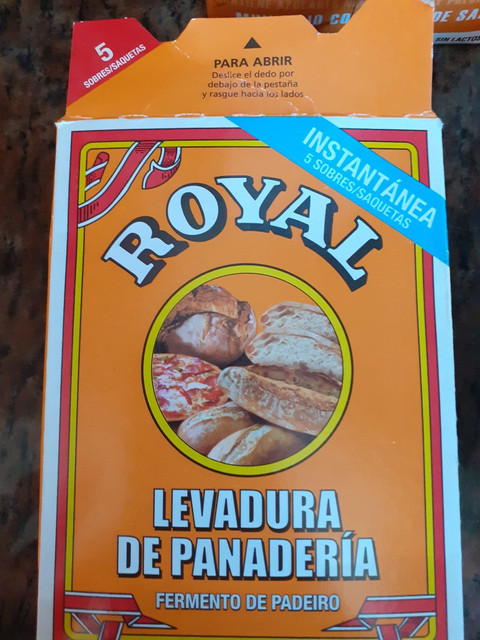 5
SOBRES/SAQUETAS
PARA ABRIR
Deslice el dedo por
debajo de la pestaña
y rasgue hacia los lados
SIN LACTOS
INSTANTÁNEA
5 SOBRES/SAQUETAS
ROYAL
LEVADURA
DE PANADERÍA
FERMENTO DE PADEIRO